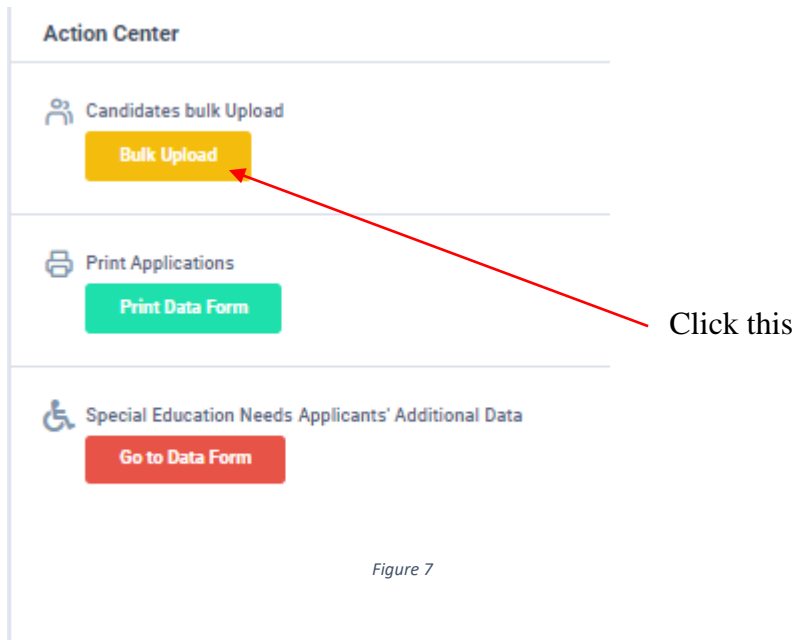 Action Center
Candidates bulk Upload
Bulk Upload
Print Applications
Print Data Form
Click this
Special Education Needs Applicants' Additional Data
Go to Data Form
Figure 7